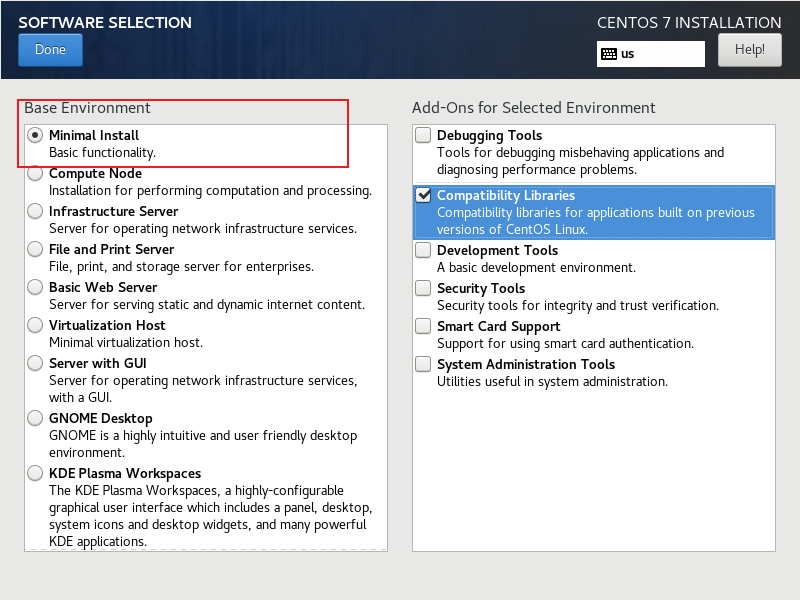 SOFTWARE SELECTION
CENTOS 7 INSTALLATION
Done
us
Help!
Base Environment
Minimal Install
Basic functionality.
Compute Node
Installation for performing computation and processing.
Infrastructure Server
Server for operating network infrastructure services.
File and Print Server
File, print, and storage server for enterprises.
Basic Web Server
Server for serving static and dynamic internet content.
Virtualization Host
Minimal virtualization host.
Server with GUI
Server for operating network infrastructure services,
with a GUI.
GNOME Desktop
GNOME is a highly intuitive and user friendly desktop
environment.
KDE Plasma Workspaces
The KDE Plasma Workspaces, a highly-configurable
graphical user interface which includes a panel, desktop,
system icons and desktop widgets, and many powerful
KDE applications.
Add-Ons for Selected Environment
Debugging Tools
Tools for debugging misbehaving applications and
diagnosing performance problems.
Compatibility Libraries
Compatibility libraries for applications built on previous
versions of CentOS Linux.
Development Tools
A basic development environment.
Security Tools
Security tools for integrity and trust verification.
Smart Card Support
Support for using smart card authentication.
System Administration Tools
Utilities useful in system administration.